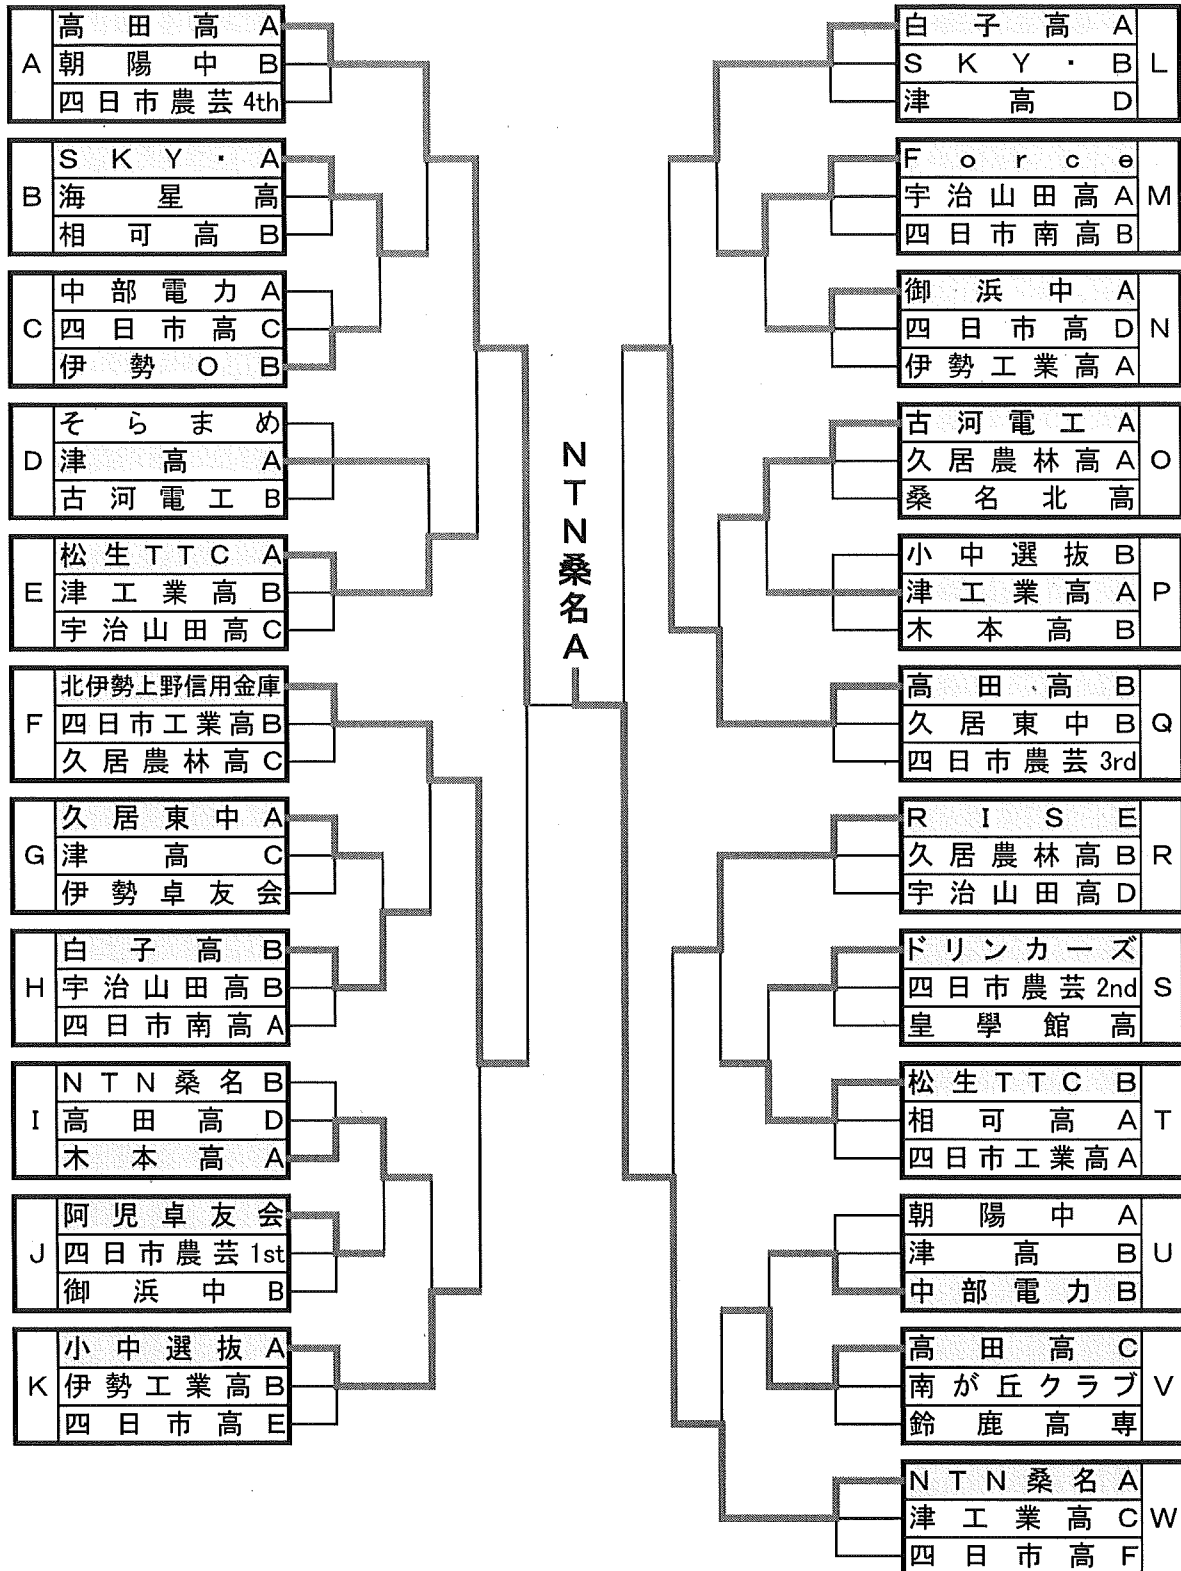 A
高田高A
朝陽中B
四日市農芸4th
B
SKY・A
海星高
相可高B
C
中部電力A
四日市高C
伊勢OB
D
そらまめ
津高A
古河電工B
E
松生TTCA
津工業高B
宇治山田高C
F
北伊勢上野信用金庫
四日市工業高B
久居農林高C
G
久居東中A
津高C
伊勢卓友会
H
白子高B
宇治山田高B
四日市南高A
I
NTN桑名B
高田高D
木本高A
J
阿児卓友会
四日市農芸1st
御浜中B
K
小中選抜A
伊勢工業高B
四日市高E
NTN桑名A
白子高A
SKY・B
津高D
L
Force
宇治山田高A
四日市南高B
M
御浜中A
四日市高D
伊勢工業高A
N
古河電工A
久居農林高A
桑名北高
O
小中選抜B
津工業高A
木本高B
P
高田高B
久居東中B
四日市農芸3rd
Q
RISE
久居農林高B
宇治山田高D
R
ドリンカーズ
四日市農芸2nd
皇學館高
S
松生TTCB
相可高A
四日市工業高A
T
朝陽中A
津高B
中部電力B
U
高田高C
南が丘クラブ
鈴鹿高専
V
NTN桑名A
津工業高C
四日市高F
W